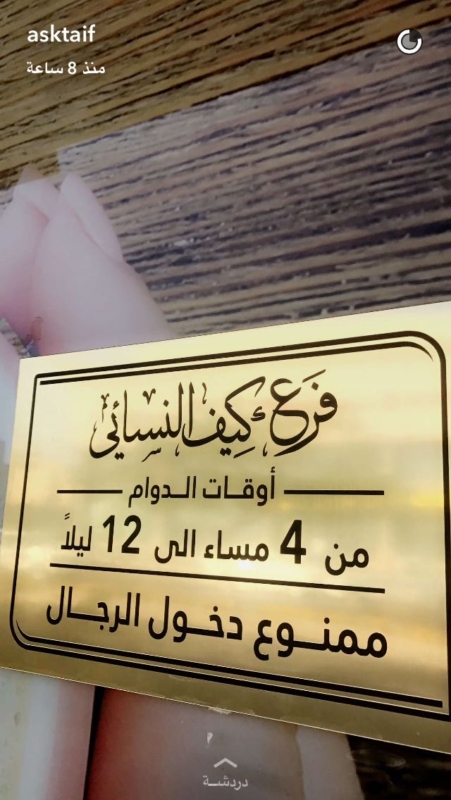 asktaif
منذ 8 ساعة
فرع كيف النسائي
أوقات الدوام
من 4 مساء الى 12 ليلاً
ممنوع دخول الرجال
دردشة